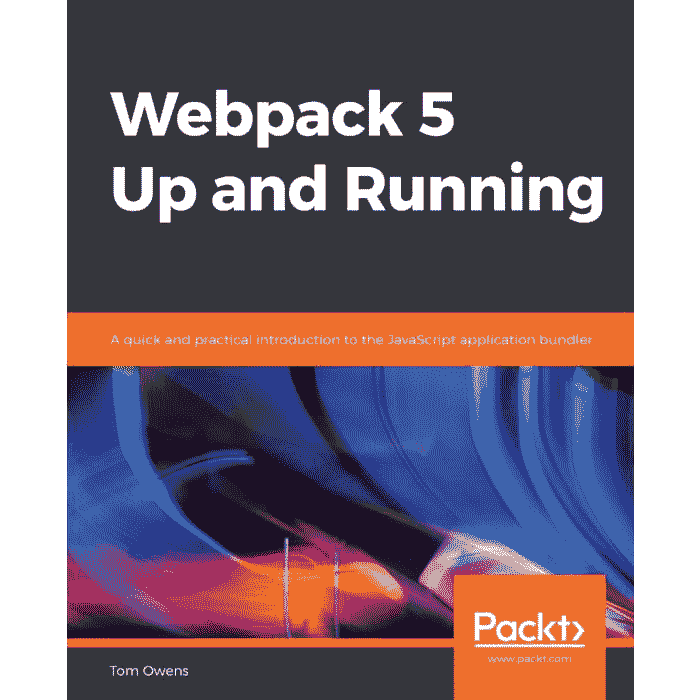 Webpack 5
Up and Running
A quick and practical introduction to the JavaScript application bundler
Packt>
www.packt.com
Tom Owens